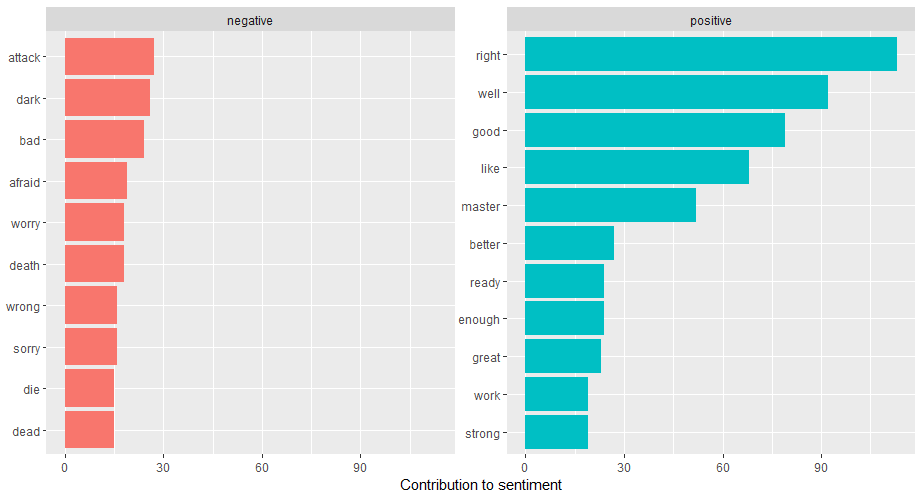 negative
attack
dark
bad
afraid
worry
death
wrong
sorry
die
dead
0 30 60 90
positive
right
well
good
like
master
better
ready
enough
great
work
strong
0 30 60 90
Contribution to sentiment